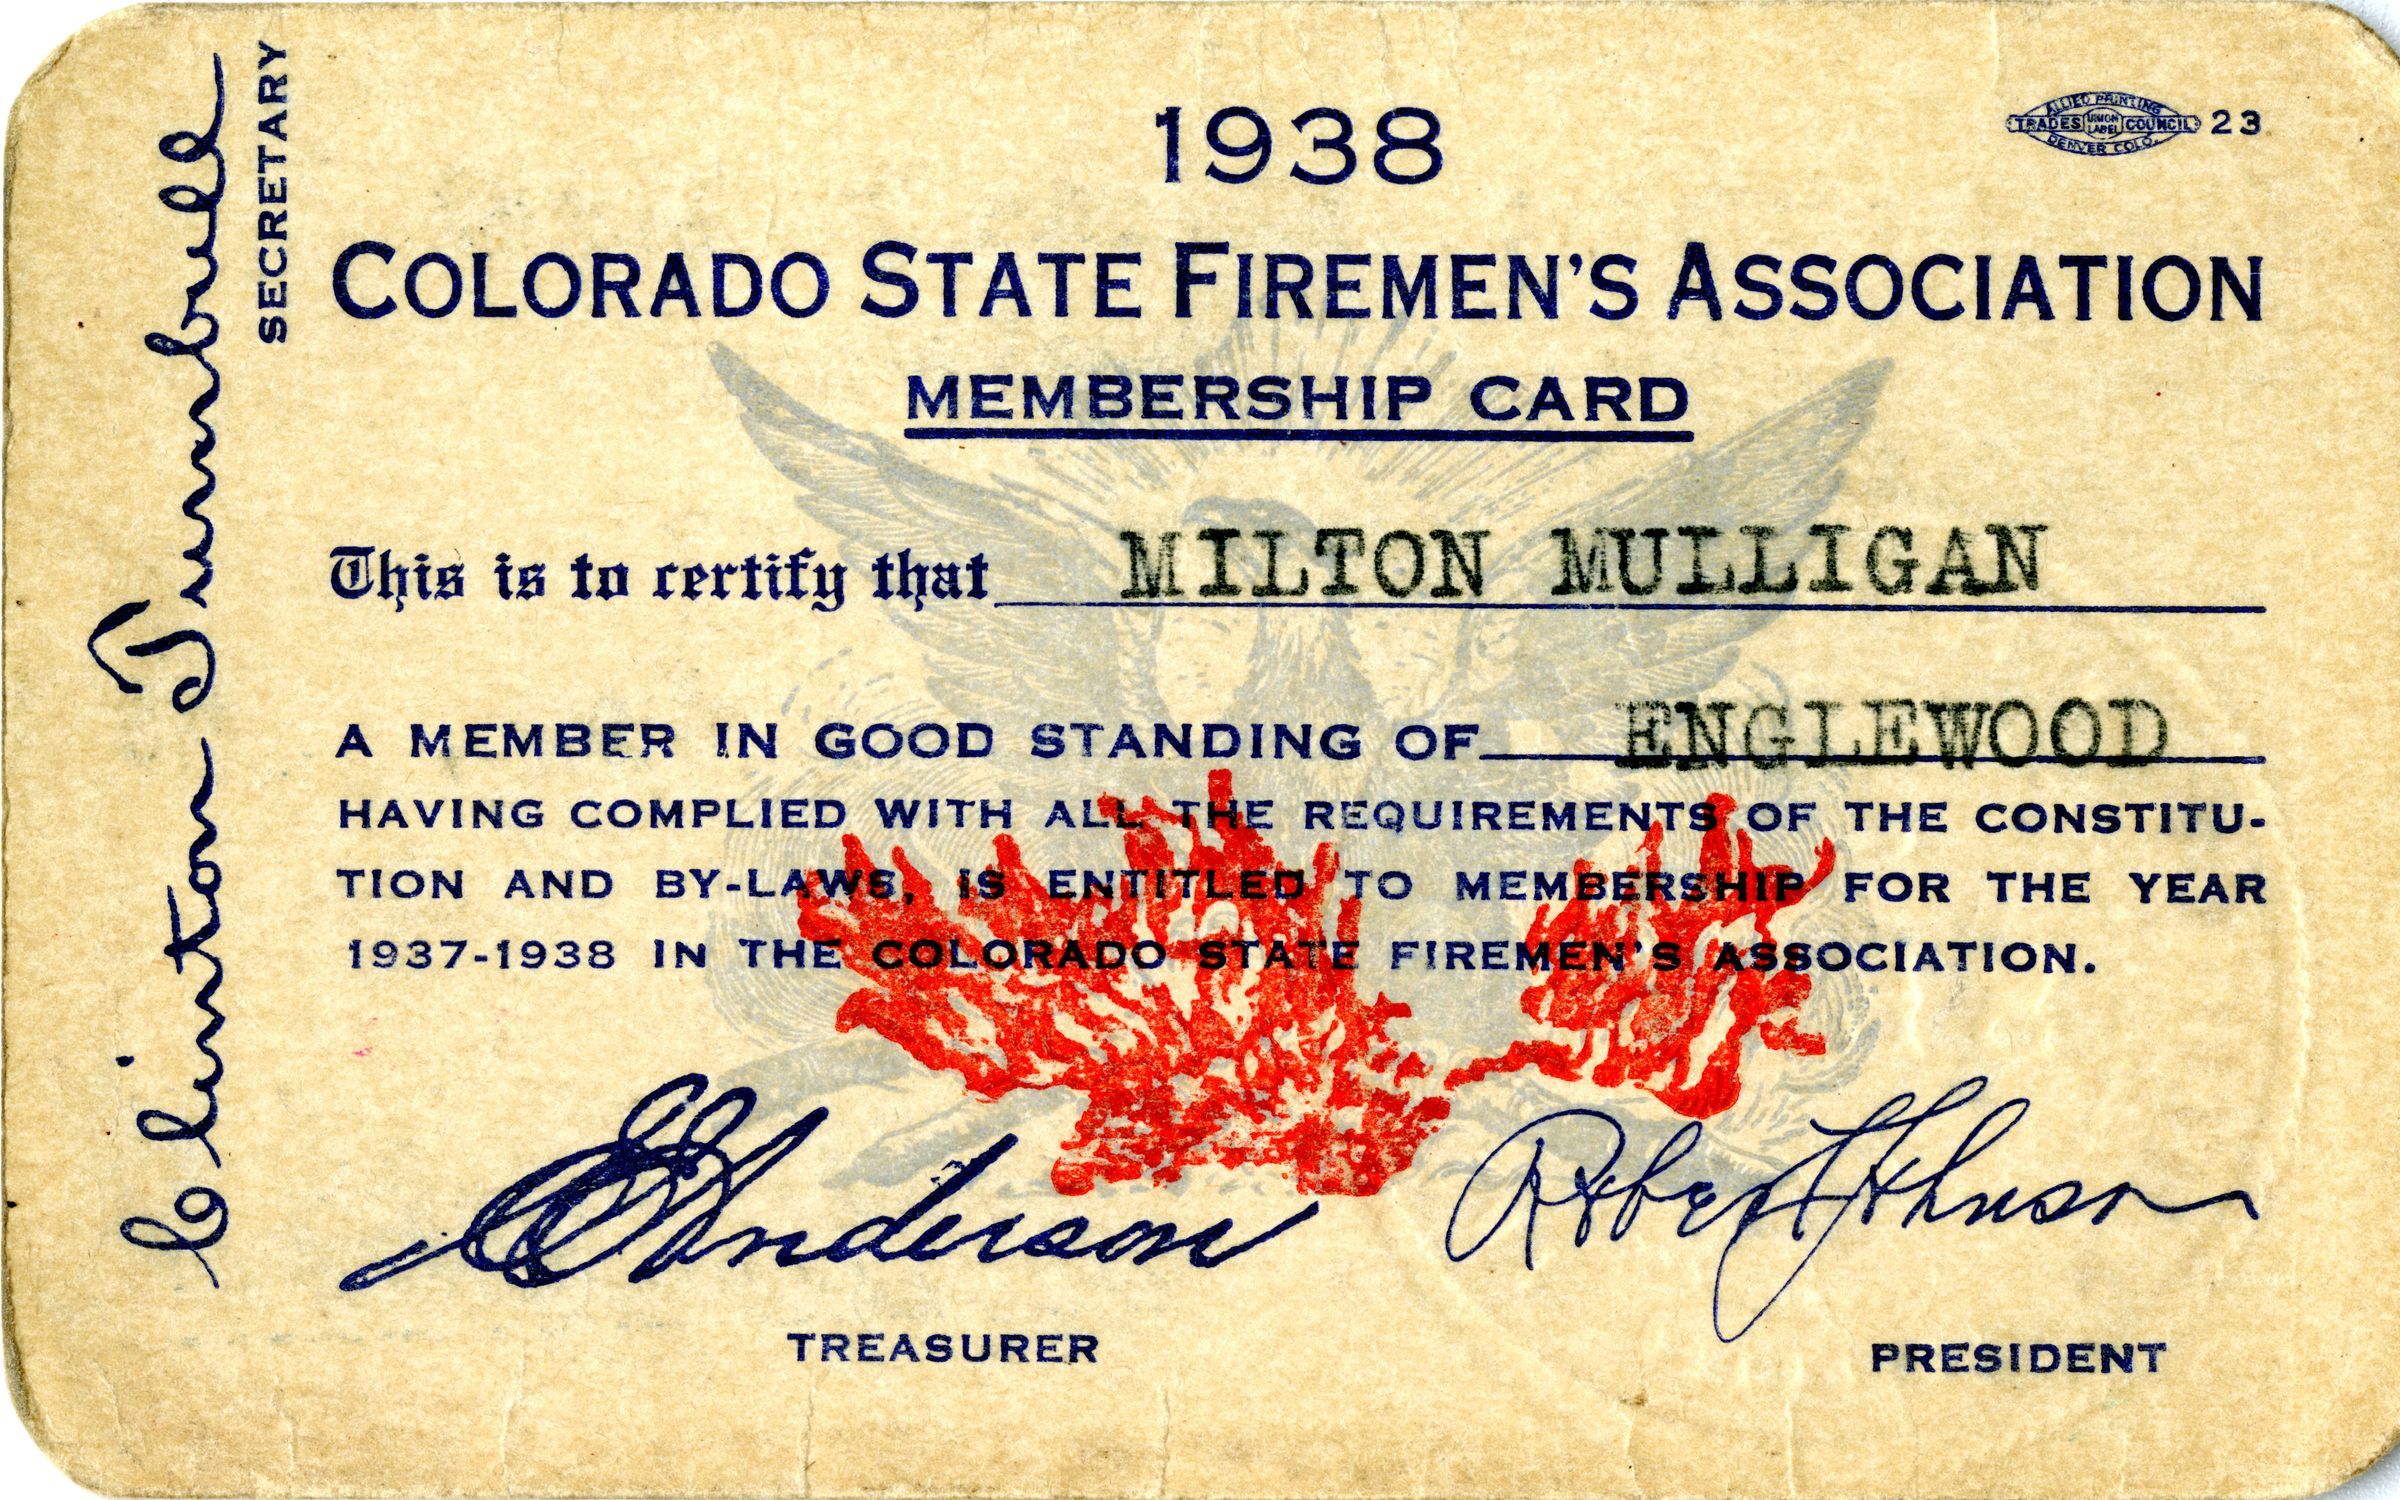 1938
ALLIED PRINTING
TRADES UNION LABEL COUNCIL 23
DENVER COLO.
COLORADO STATE FIREMEN'S ASSOCIATION
MEMBERSHIP CARD
This is to certify that MILTON MULLIGAN
A MEMBER IN GOOD STANDING OF ENGLEWOOD
HAVING COMPLIED WITH ALL THE REQUIREMENTS OF THE CONSTITU-
TION AND BY-LAWS, IS ENTITLED TO MEMBERSHIP FOR THE YEAR
1937-1938 IN THE COLORADO STATE FIREMEN'S ASSOCIATION.
Anderson
TREASURER
Robert Johnson
PRESIDENT
Clinton Turnbull
SECRETARY